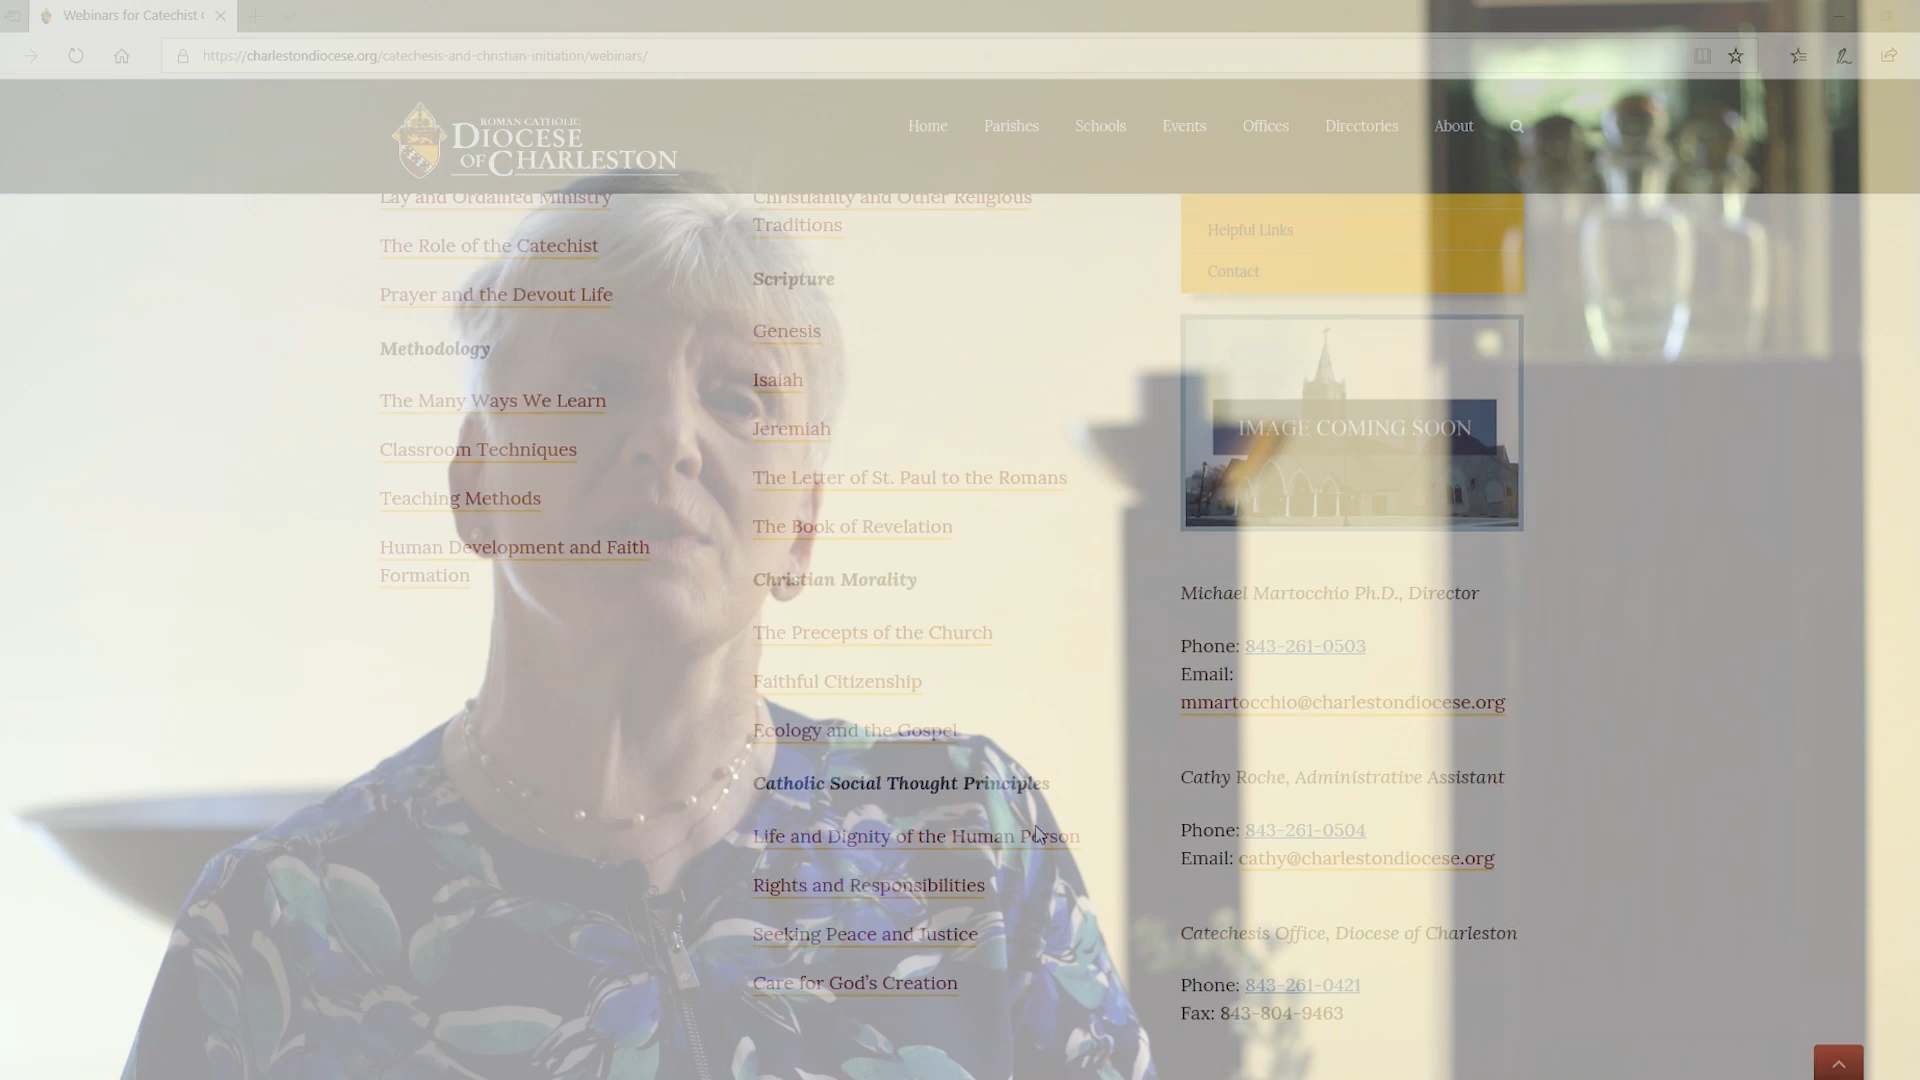 Webinars for Catechist
https://charlestondiocese.org/catechesis-and-christian-initiation/webinars/
ROMAN CATHOLIC
DIOCESE
OF CHARLESTON
Home
Parishes
Schools
Events
Offices
Directories
About
Lay and Ordained Ministry
The Role of the Catechist
Prayer and the Devout Life
Methodology
The Many Ways We Learn
Classroom Techniques
Teaching Methods
Human Development and Faith
Formation
Christianity and Other Religious
Traditions
Scripture
Genesis
Isaiah
Jeremiah
The Letter of St. Paul to the Romans
The Book of Revelation
Christian Morality
The Precepts of the Church
Faithful Citizenship
Ecology and the Gospel
Catholic Social Thought Principles
Life and Dignity of the Human Person
Rights and Responsibilities
Seeking Peace and Justice
Care for God's Creation
Helpful Links
Contact
IMAGE COMING SOON
Michael Martocchio Ph.D., Director
Phone: 843-261-0503
Email:
mmartocchio@charlestondiocese.org
Cathy Roche, Administrative Assistant
Phone: 843-261-0504
Email: cathy@charlestondiocese.org
Catechesis Office, Diocese of Charleston
Phone: 843-261-0421
Fax: 843-804-9463